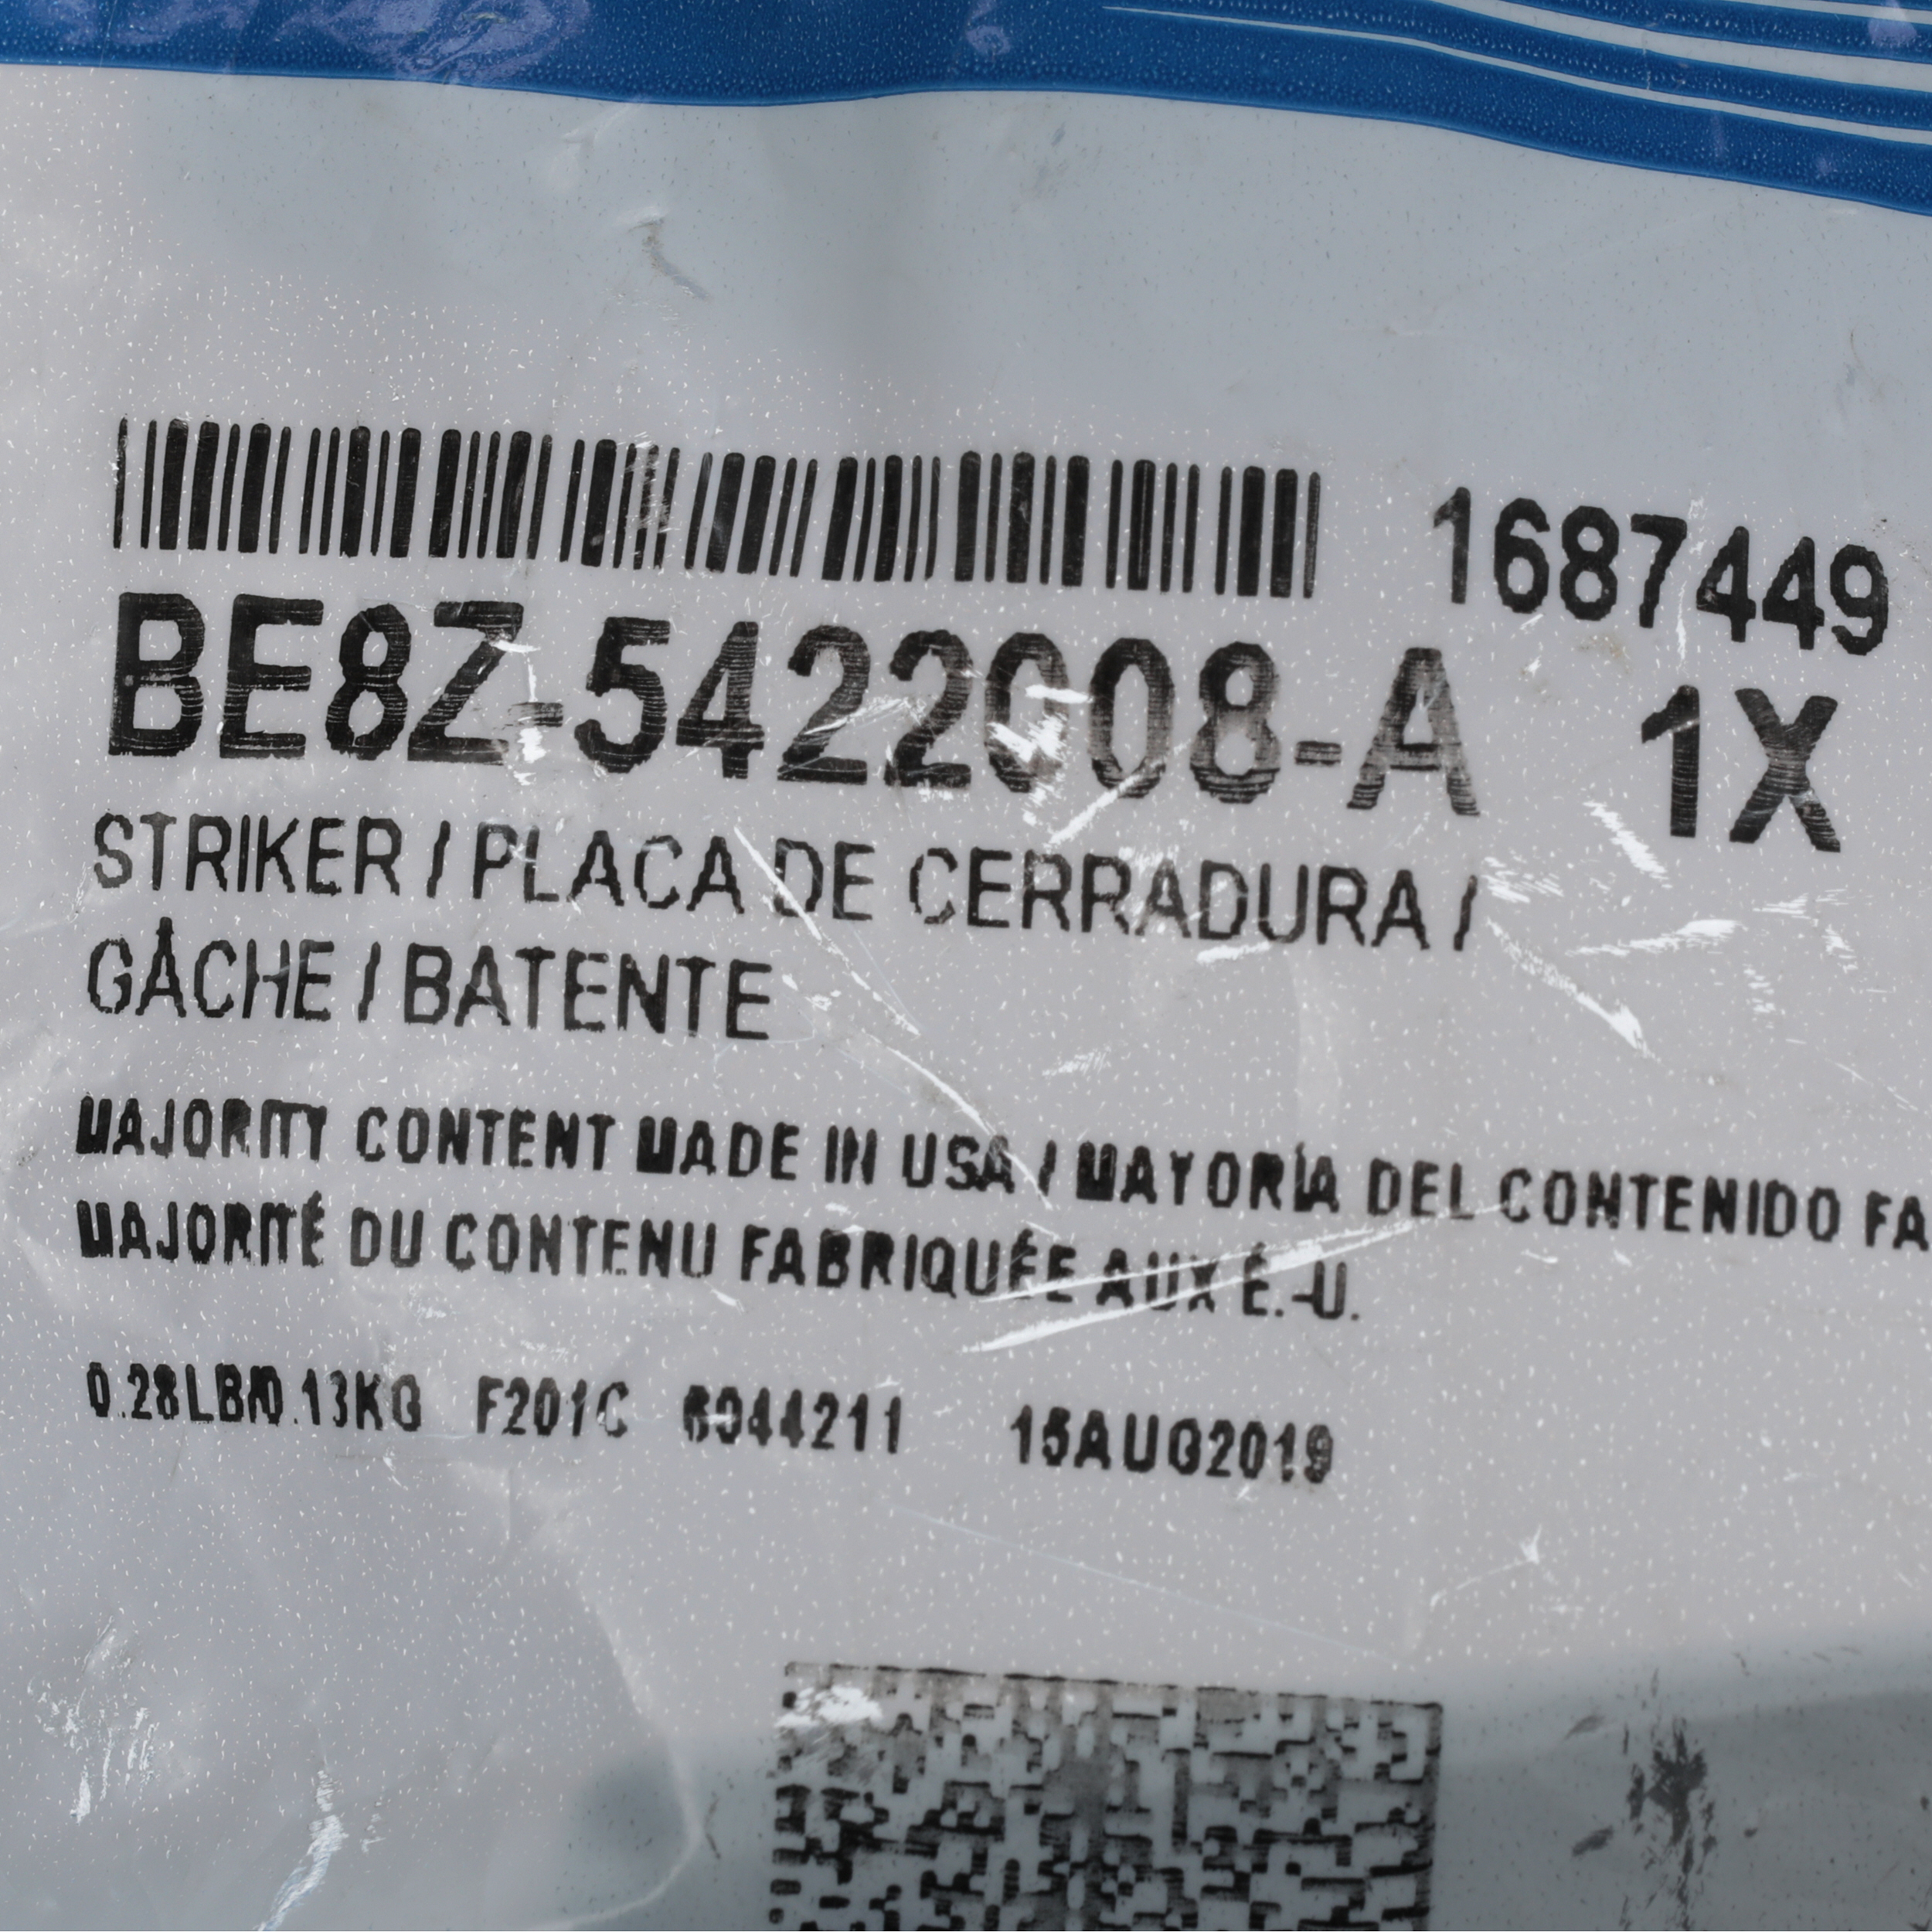 1687449
BE8Z-5422008-A 1X
STRIKER / PLACA DE CERRADURA /
GÂCHE / BATENTE
MAJORITY CONTENT MADE IN USA / MAYORÍA DEL CONTENIDO FA
MAJORITÉ DU CONTENU FABRIQUÉE AUX É.-U.
0.28LB/0.13KG F201C 15AUG2019